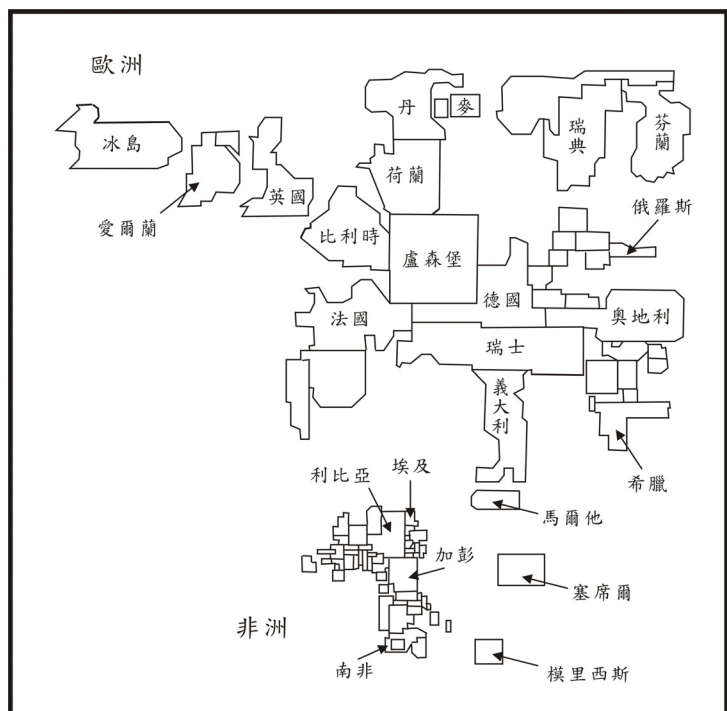 歐洲
丹
麥
冰島
愛爾蘭
英國
荷蘭
瑞典
芬蘭
比利時
盧森堡
俄羅斯
法國
德國
奧地利
瑞士
義大利
希臘
馬爾他
利比亞
埃及
加彭
塞席爾
非洲
南非
模里西斯